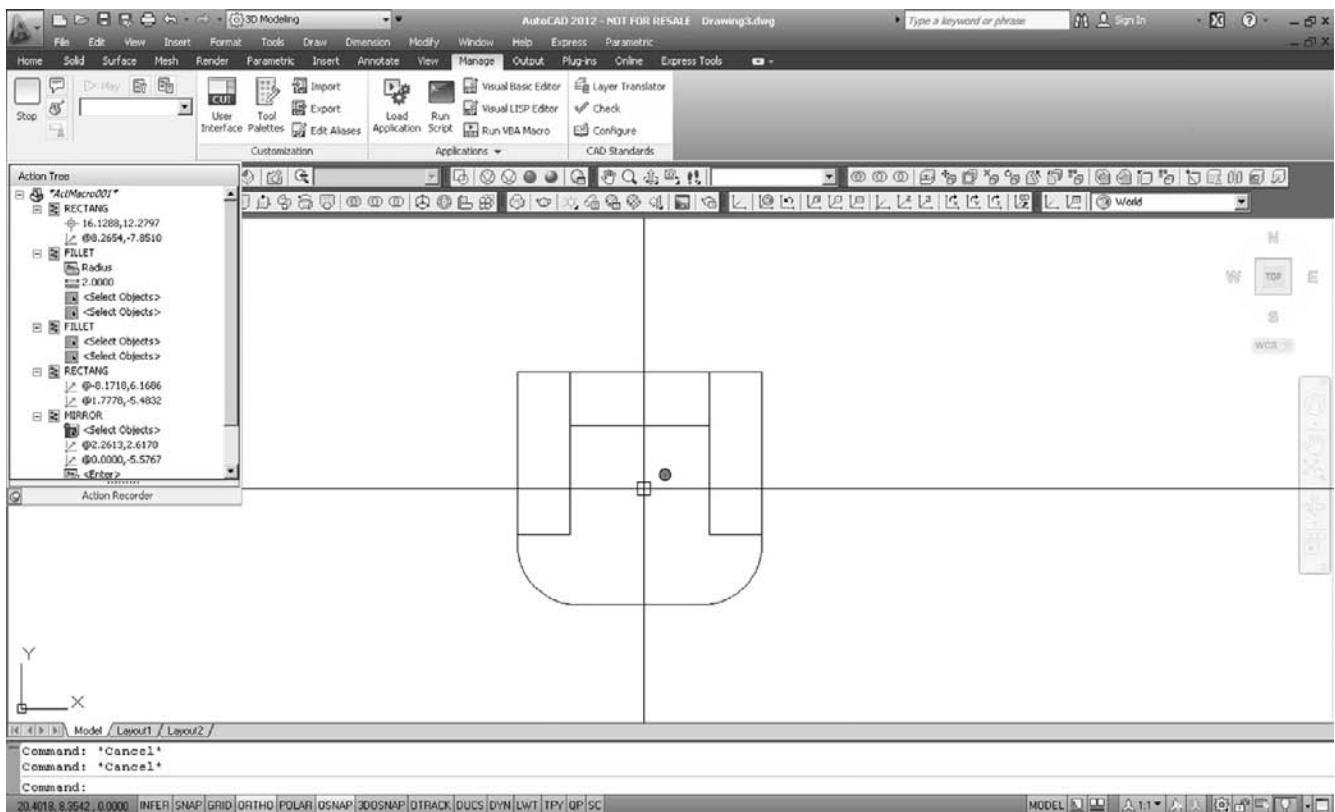 3D Modeling
AutoCAD 2012 - NOT FOR RESALE Drawing3.dwg
Type a keyword or phrase
Sign In
File Edit View Insert Format Tools Draw Dimension Modify Window Help Express Parametric
Home Solid Surface Mesh Render Parametric Insert Annotate View Manage Output Plug-ins Online Express Tools
Stop
Play
CUI
User Interface
Tool Palettes
Import
Export
Edit Aliases
Customization
Load Application
Run Script
Visual Basic Editor
Visual LISP Editor
Run VBA Macro
Applications
Layer Translator
Check
Configure
CAD Standards
Action Tree
World
*ActMacro001*
RECTANG
16.1288,12.2797
@8.2654,-7.8510
FILLET
Radius
2.0000
<Select Objects>
<Select Objects>
FILLET
<Select Objects>
<Select Objects>
RECTANG
@-8.1718,6.1686
@1.7778,-5.4832
MIRROR
<Select Objects>
@2.2613,2.6170
@0.0000,-5.5767
<Enter>
Action Recorder
N
W TOP E
S
WCS
Y
X
Model Layout1 Layout2
Command: *Cancel*
Command: *Cancel*
Command:
20.4018, 8.3542, 0.0000 INFER SNAP GRID ORTHO POLAR OSNAP 3DOSNAP OTRACK DUCS DYN LWT TPY QP SC MODEL 1:1